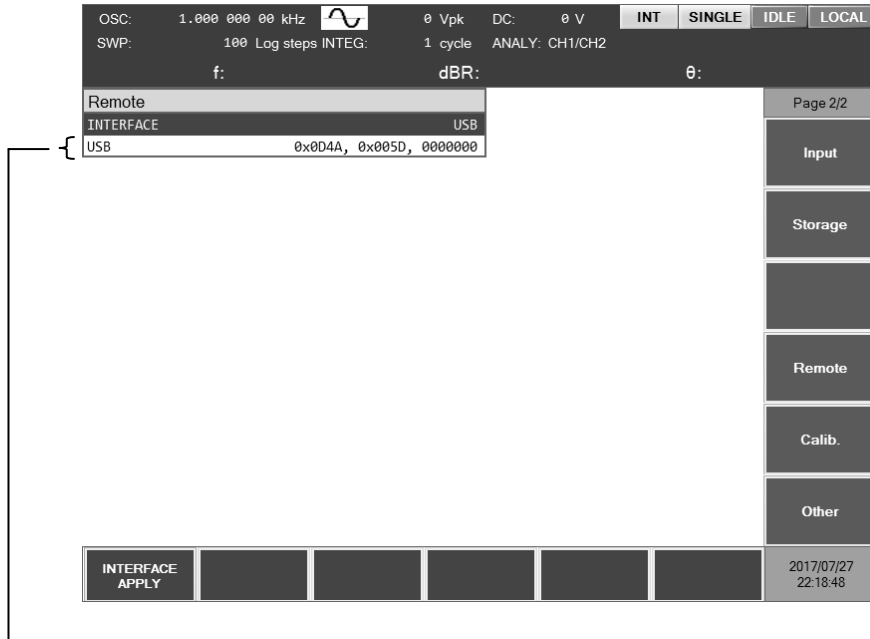 OSC: 1.000 000 00 kHz 0 Vpk DC: 0 V INT SINGLE IDLE LOCAL
SWP: 100 Log steps INTEG: 1 cycle ANALY: CH1/CH2
f: dBR: θ:
Remote
INTERFACE USB
USB 0x0D4A, 0x005D, 0000000
Page 2/2
Input
Storage
Remote
Calib.
Other
INTERFACE
APPLY
2017/07/27
22:18:48